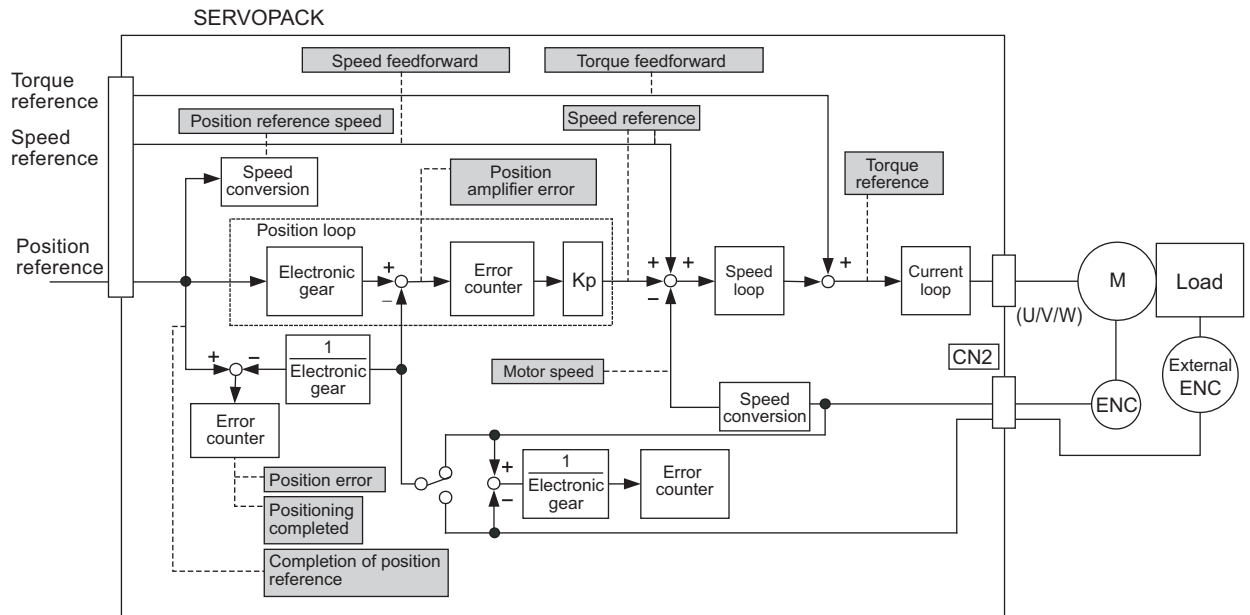 SERVOPACK
Speed feedforward
Torque feedforward
Torque
reference
Position reference speed
Speed reference
Speed
reference
Speed
conversion
Position
amplifier error
Torque
reference
Position
reference
Position loop
Electronic
gear
+
−
Error
counter
Kp
+
+
−
Speed
loop
+
Current
loop
(U/V/W)
M
Load
CN2
External
ENC
ENC
+
−
1
Electronic
gear
Motor speed
Speed
conversion
Error
counter
Position error
Positioning
completed
Completion of position
reference
+
−
1
Electronic
gear
Error
counter